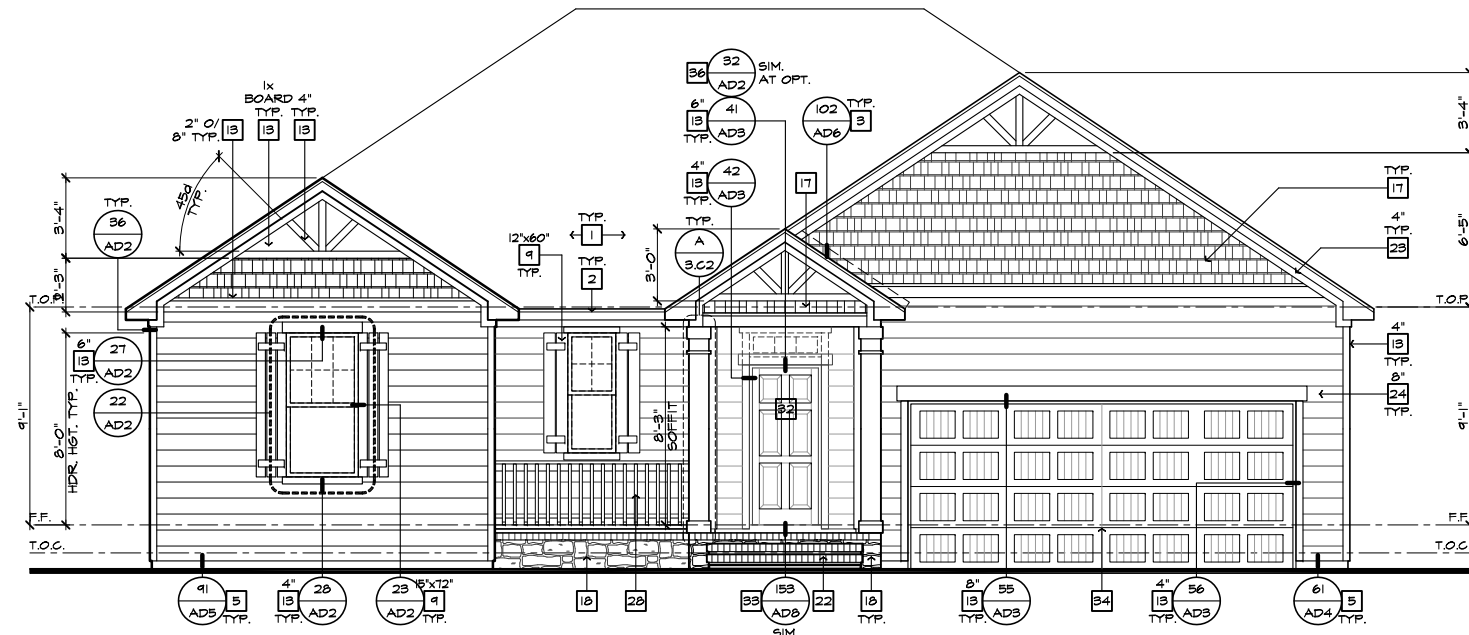 32
36
AD2
SIM.
AT OPT.
6"
13
TYP.
41
AD3
102
AD6
TYP.
3
1x
BOARD
TYP.
13
4"
TYP.
13
2" O/
8" TYP.
13
45d
TYP.
4"
13
TYP.
42
AD3
17
TYP.
17
4"
TYP.
23
3'-4"
6'-5"
TYP.
36
AD2
3'-4"
2'-3"
TYP.
1
12"x60"
9
TYP.
TYP.
2
TYP.
A
3.C2
3'-0"
T.O.P.
T.O.P.
6"
13
TYP.
27
AD2
22
AD2
9'-1"
8'-0"
HDR. HGT. TYP.
8'-3"
SOFFIT
32
4"
13
TYP.
8"
24
TYP.
9'-1"
F.F.
F.F.
T.O.C.
T.O.C.
91
AD5
5
TYP.
4"
13
TYP.
28
AD2
23
AD2
15"x72"
9
TYP.
18
28
33
153
AD8
SIM
22
18
TYP.
8"
13
TYP.
55
AD3
34
4"
13
TYP.
56
AD3
61
AD4
5
TYP.